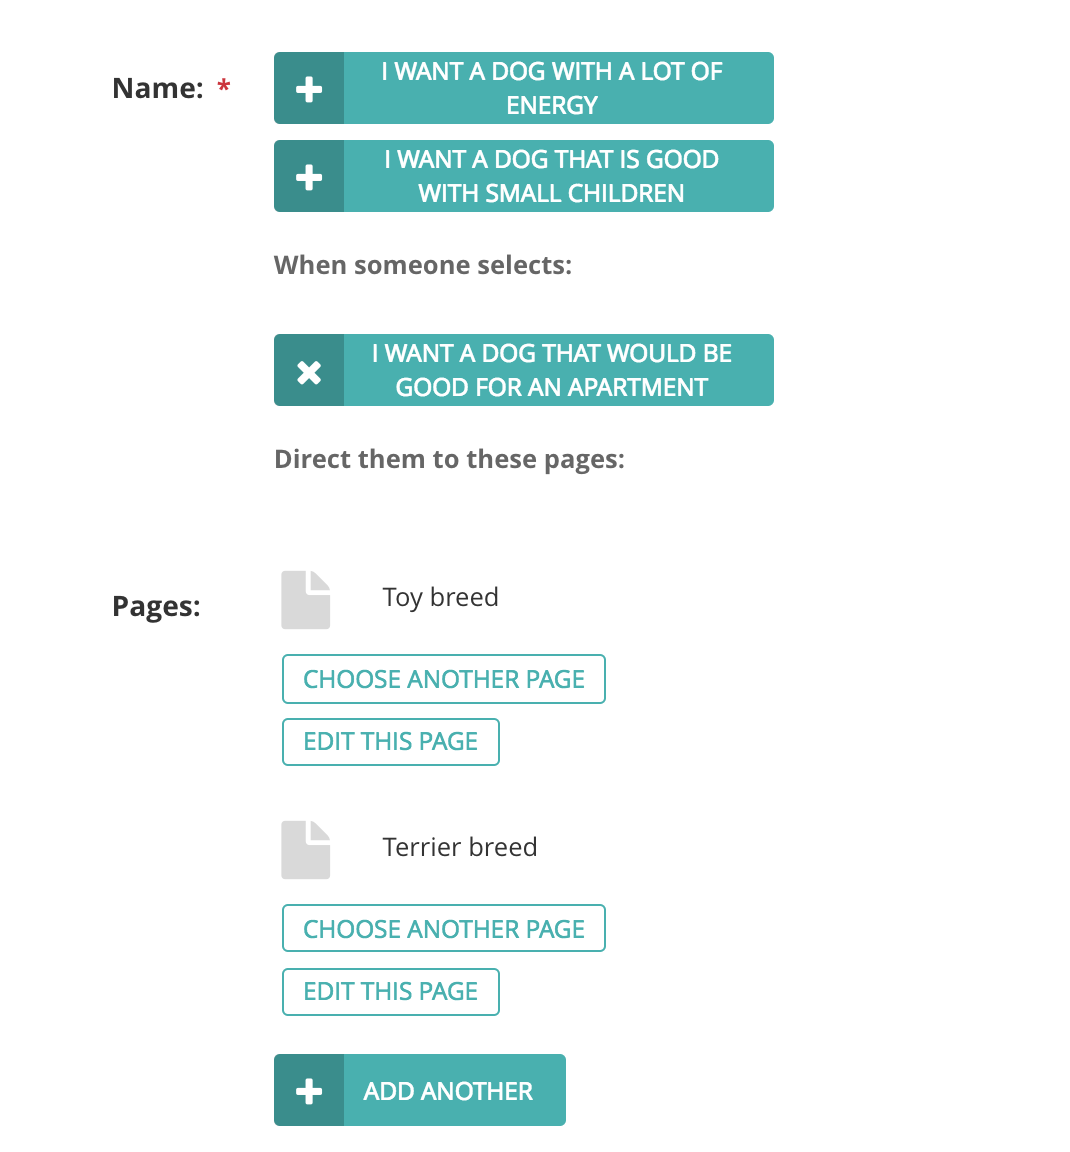 Name: *
I WANT A DOG WITH A LOT OF
ENERGY
I WANT A DOG THAT IS GOOD
WITH SMALL CHILDREN
When someone selects:
I WANT A DOG THAT WOULD BE
GOOD FOR AN APARTMENT
Direct them to these pages:
Pages:
Toy breed
CHOOSE ANOTHER PAGE
EDIT THIS PAGE
Terrier breed
CHOOSE ANOTHER PAGE
EDIT THIS PAGE
ADD ANOTHER